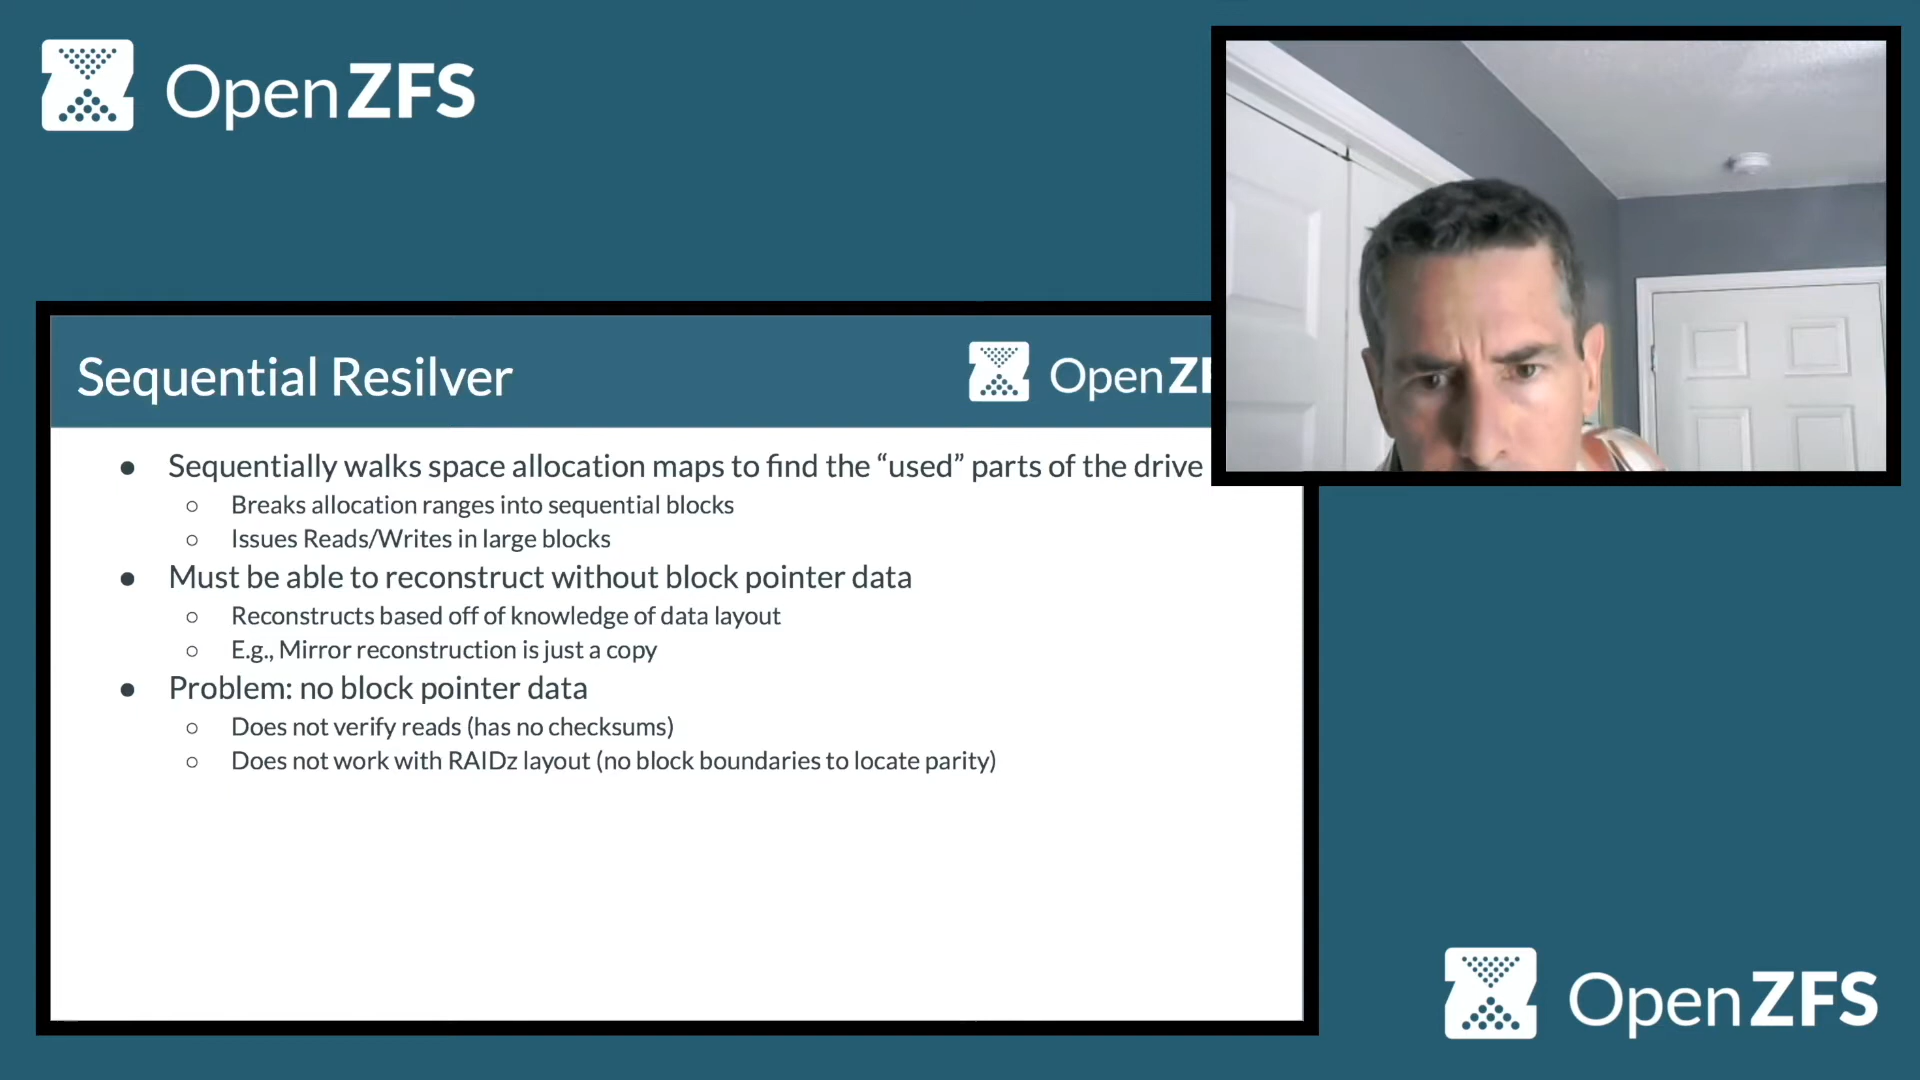 OpenZFS
Sequential Resilver
OpenZF
● Sequentially walks space allocation maps to find the “used” parts of the drive
○ Breaks allocation ranges into sequential blocks
○ Issues Reads/Writes in large blocks
● Must be able to reconstruct without block pointer data
○ Reconstructs based off of knowledge of data layout
○ E.g., Mirror reconstruction is just a copy
● Problem: no block pointer data
○ Does not verify reads (has no checksums)
○ Does not work with RAIDz layout (no block boundaries to locate parity)
OpenZFS